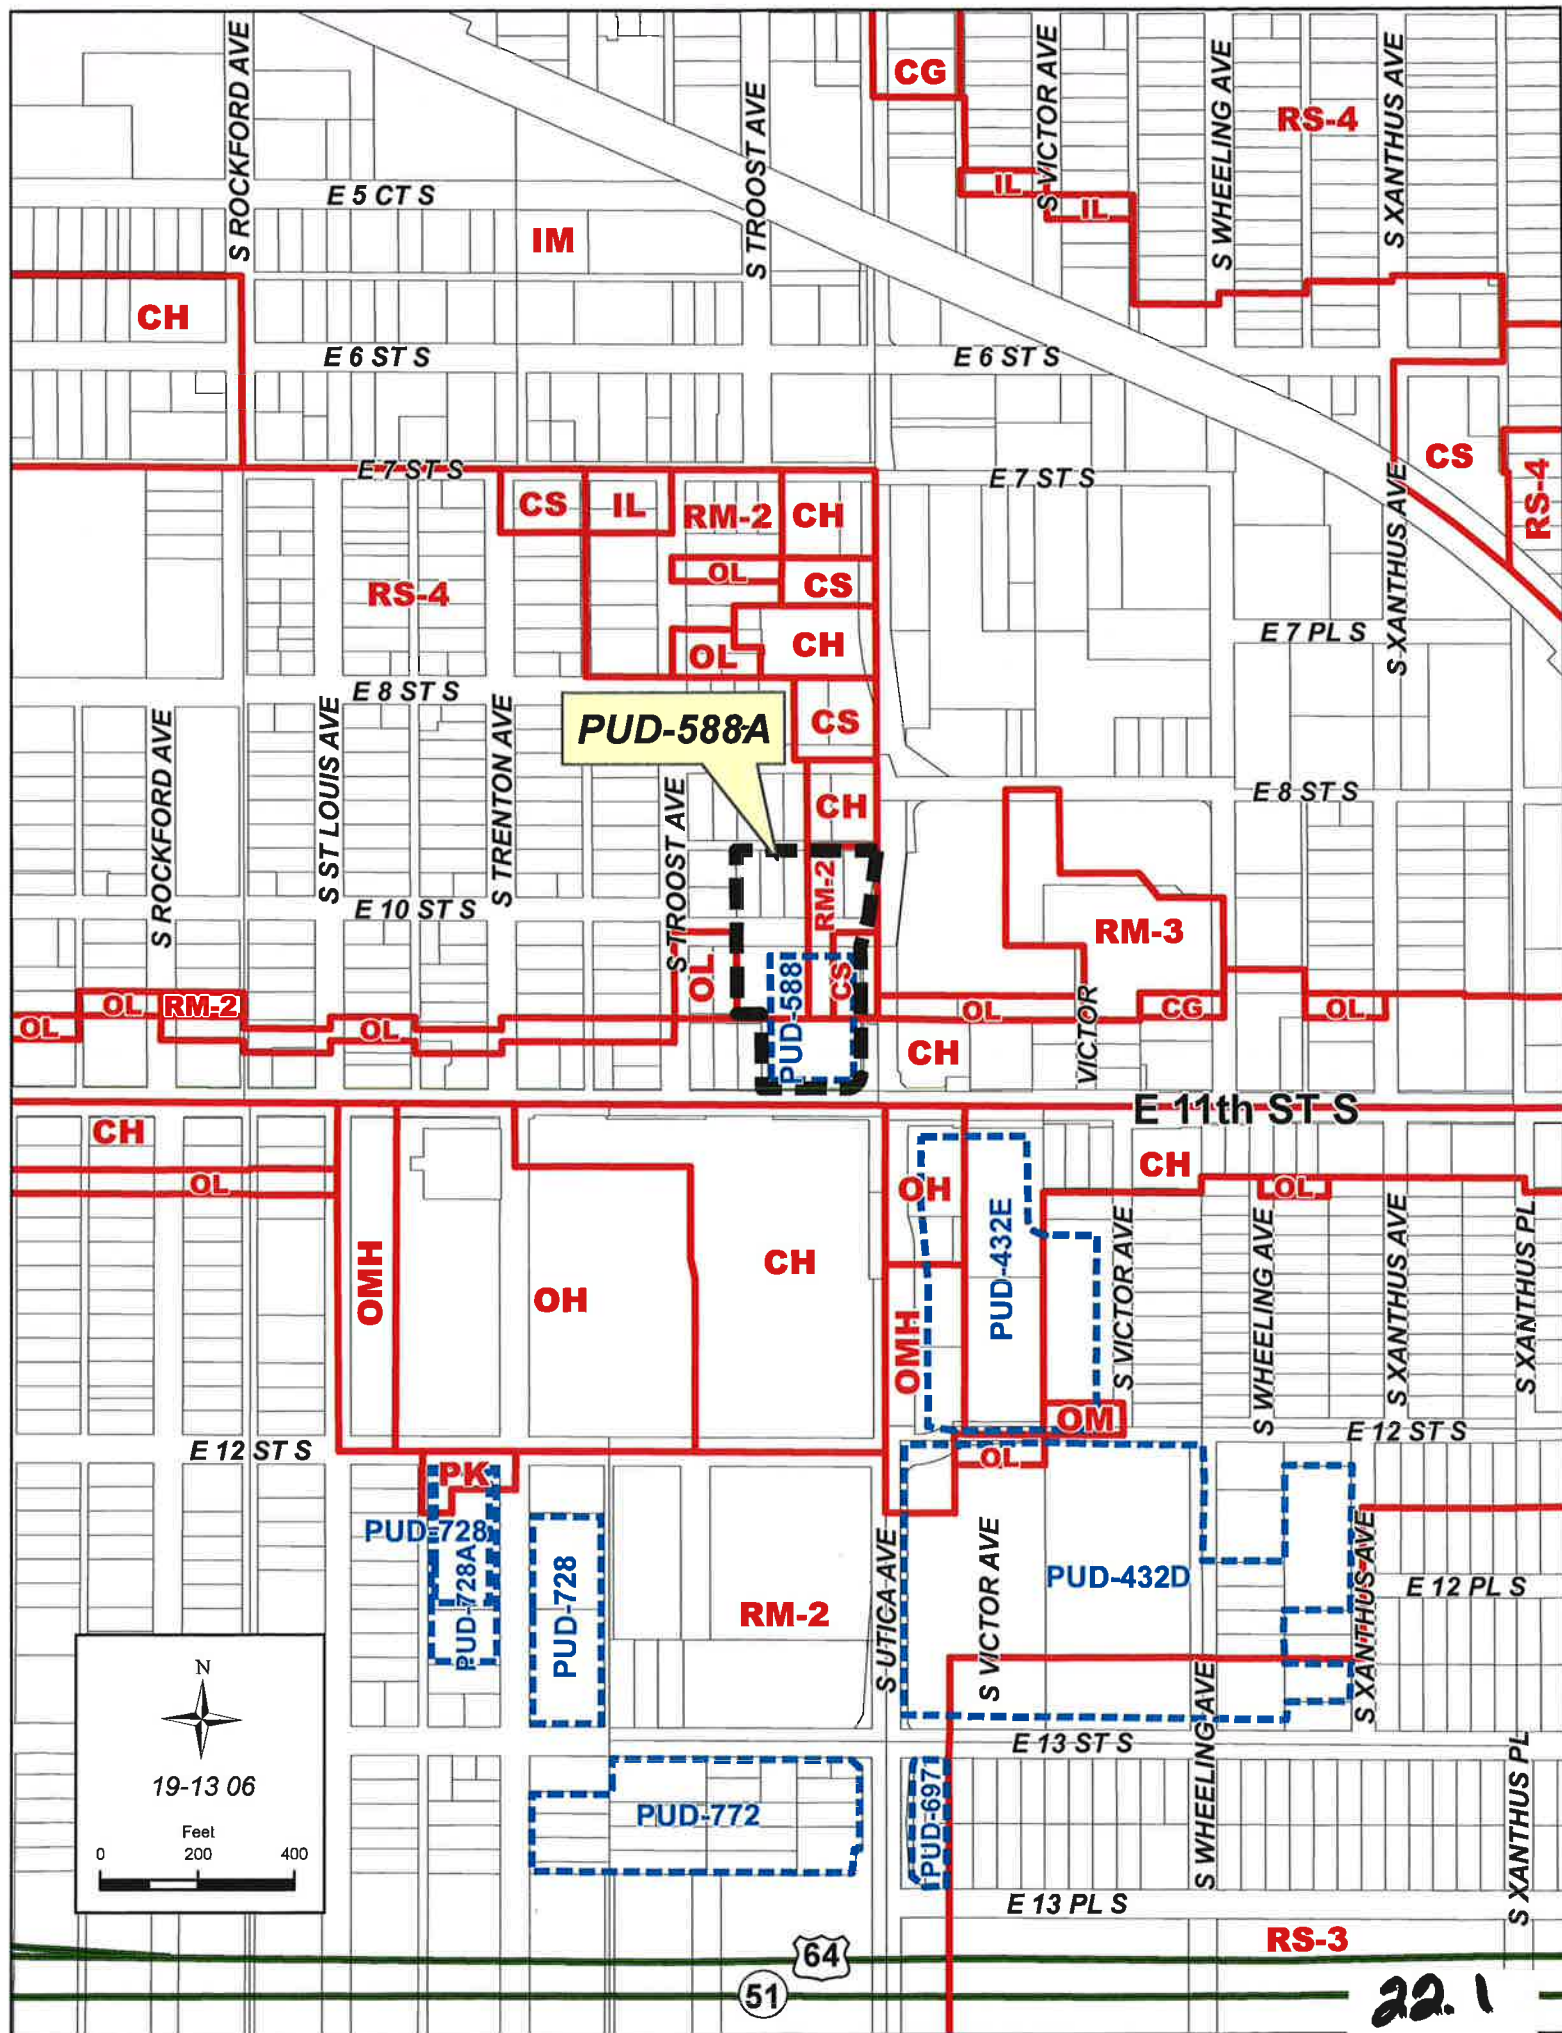 S ROCKFORD AVE
S TROOST AVE
CG
S VICTOR AVE
S WHEELING AVE
RS-4
S XANTHUS AVE
E 5 CT S
IL
IL
IM
CH
E 6 ST S
E 6 ST S
CS
RS-4
E 7 ST S
E 7 ST S
CS
IL
RM-2
CH
S XANTHUS AVE
OL
CS
RS-4
E 7 PL S
OL
CH
E 8 ST S
PUD-588A
CS
S ROCKFORD AVE
S ST LOUIS AVE
S TRENTON AVE
S TROOST AVE
CH
E 8 ST S
RM-2
E 10 ST S
RM-3
OL
PUD-588
CS
OL
OL
RM-2
OL
OL
VICTOR
CG
OL
CH
E 11th ST S
CH
OL
CH
OL
OH
PUD-432E
OMH
OH
CH
OMH
S VICTOR AVE
S WHEELING AVE
S XANTHUS AVE
S XANTHUS PL
OM
E 12 ST S
E 12 ST S
PK
OL
PUD-728
PUD-728A
PUD-728
S UTICA AVE
S VICTOR AVE
PUD-432D
S XANTHUS AVE
E 12 PL S
RM-2
S WHEELING AVE
N
19-13 06
Feet
0 200 400
E 13 ST S
PUD-772
PUD-697
S XANTHUS PL
E 13 PL S
RS-3
64
51
22.1